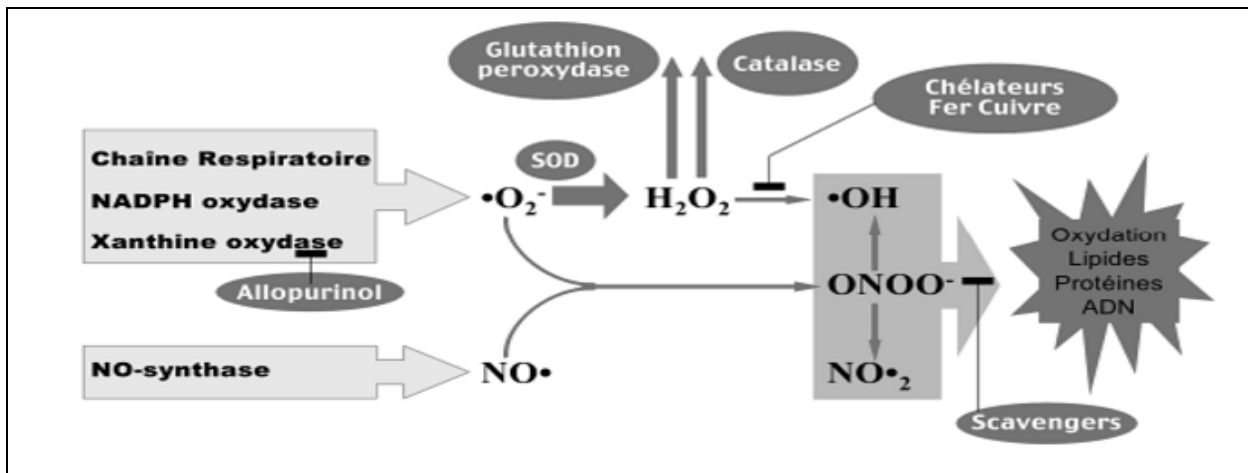 Glutathion
peroxydase
Catalase
Chélateurs
Fer Cuivre
Chaîne Respiratoire
NADPH oxydase
Xanthine oxydase
Allopurinol
SOD
•O₂⁻
H₂O₂
•OH
ONOO⁻
NO•₂
Oxydation
Lipides
Protéines
ADN
NO-synthase
NO•
Scavengers